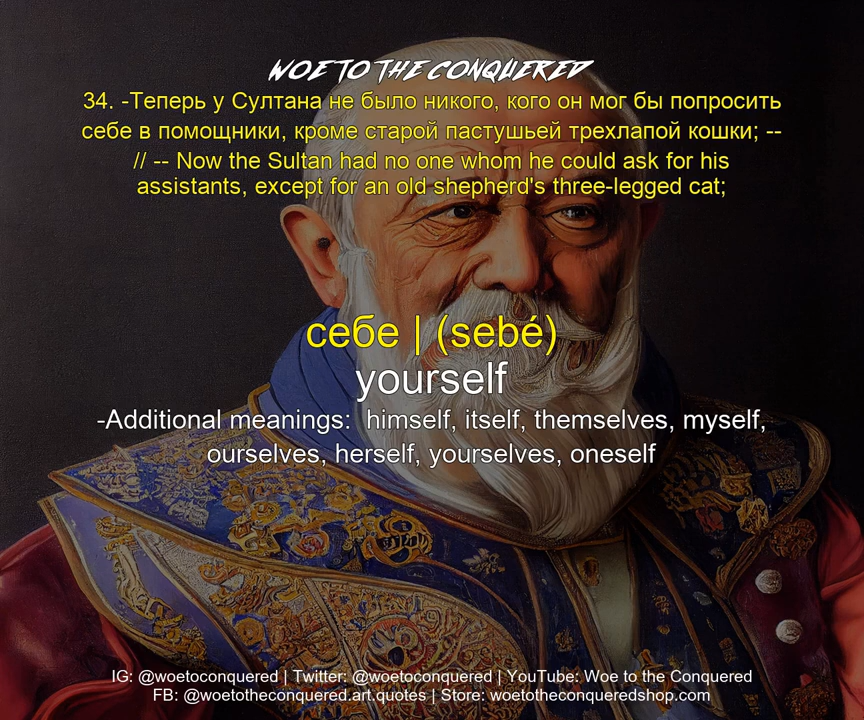 WOE TO THE CONQUERED
34. -Теперь у Султана не было никого, кого он мог бы попросить
себе в помощники, кроме старой пастушьей трехлапой кошки; --
// -- Now the Sultan had no one whom he could ask for his
assistants, except for an old shepherd's three-legged cat;
себе | (sebé)
yourself
-Additional meanings:  himself, itself, themselves, myself,
ourselves, herself, yourselves, oneself
IG: @woetoconquered | Twitter: @woetoconquered | YouTube: Woe to the Conquered
FB: @woetotheconquered.art.quotes | Store: woetotheconqueredshop.com